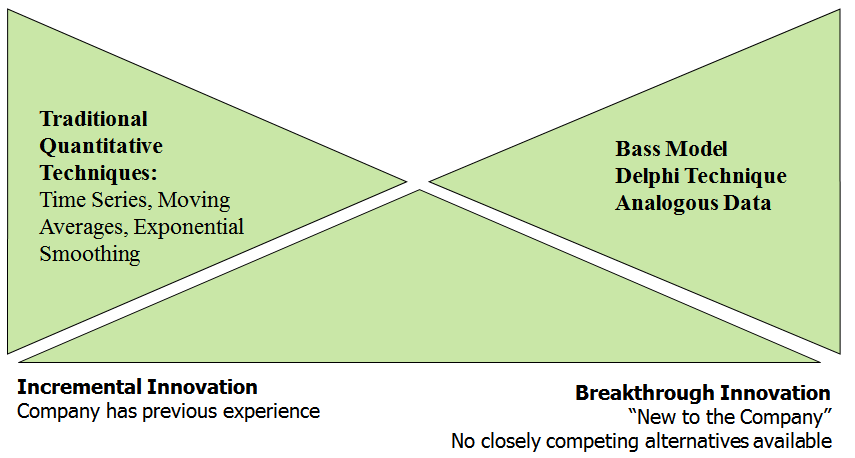 Traditional
Quantitative
Techniques:
Time Series, Moving
Averages, Exponential
Smoothing
Bass Model
Delphi Technique
Analogous Data
Incremental Innovation
Company has previous experience
Breakthrough Innovation
“New to the Company”
No closely competing alternatives available